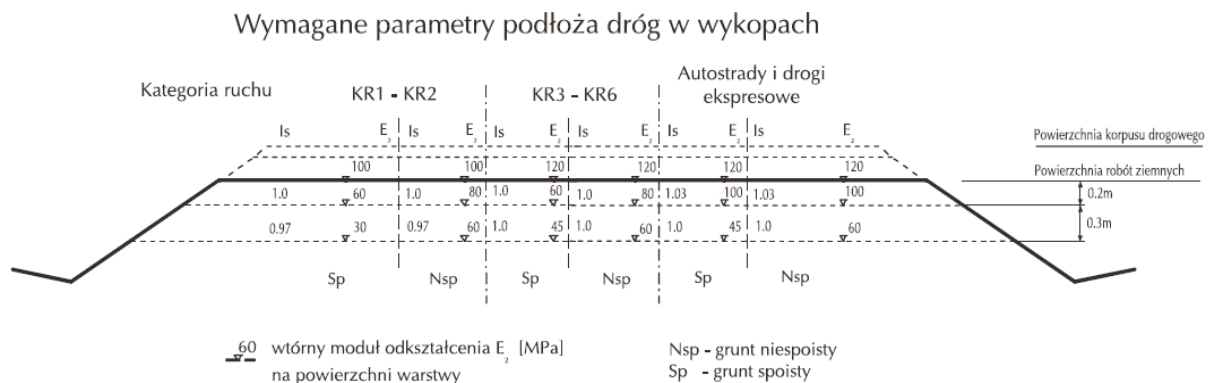 Wymagane parametry podłoża dróg w wykopach
Kategoria ruchu KR1 - KR2 KR3 - KR6 Autostrady i drogi ekspresowe
Is E₂ Is E₂ Is E₂ Is E₂ Is E₂ Is E₂
Powierzchnia korpusu drogowego
100 100 120 120 120 120
Powierzchnia robót ziemnych
1.0 60 1.0 80 1.0 60 1.0 80 1.03 100 1.03 100 0.2m
0.97 30 0.97 60 1.0 45 1.0 60 1.0 45 1.0 60 0.3m
Sp Nsp Sp Nsp Sp Nsp
60 wtórny moduł odkształcenia E₂ [MPa]
na powierzchni warstwy
Nsp - grunt niespoisty
Sp - grunt spoisty